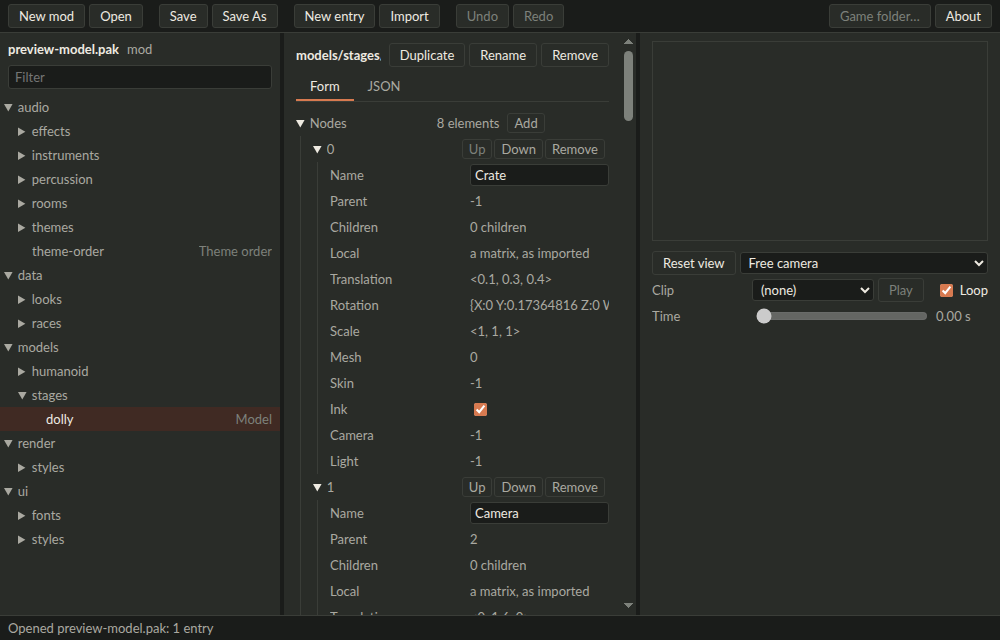 New mod Open Save Save As New entry Import Undo Redo Game folder... About
preview-model.pak mod
Filter
audio
effects
instruments
percussion
rooms
themes
theme-order Theme order
data
looks
races
models
humanoid
stages
dolly Model
render
styles
ui
fonts
styles
models/stages Duplicate Rename Remove
Form JSON
Nodes 8 elements Add
0 Up Down Remove
Name Crate
Parent -1
Children 0 children
Local a matrix, as imported
Translation <0.1, 0.3, 0.4>
Rotation {X:0 Y:0.17364816 Z:0 W
Scale <1, 1, 1>
Mesh 0
Skin -1
Ink
Camera -1
Light -1
1 Up Down Remove
Name Camera
Parent 2
Children 0 children
Local a matrix, as imported
Reset view Free camera
Clip (none) Play Loop
Time 0.00 s
Opened preview-model.pak: 1 entry